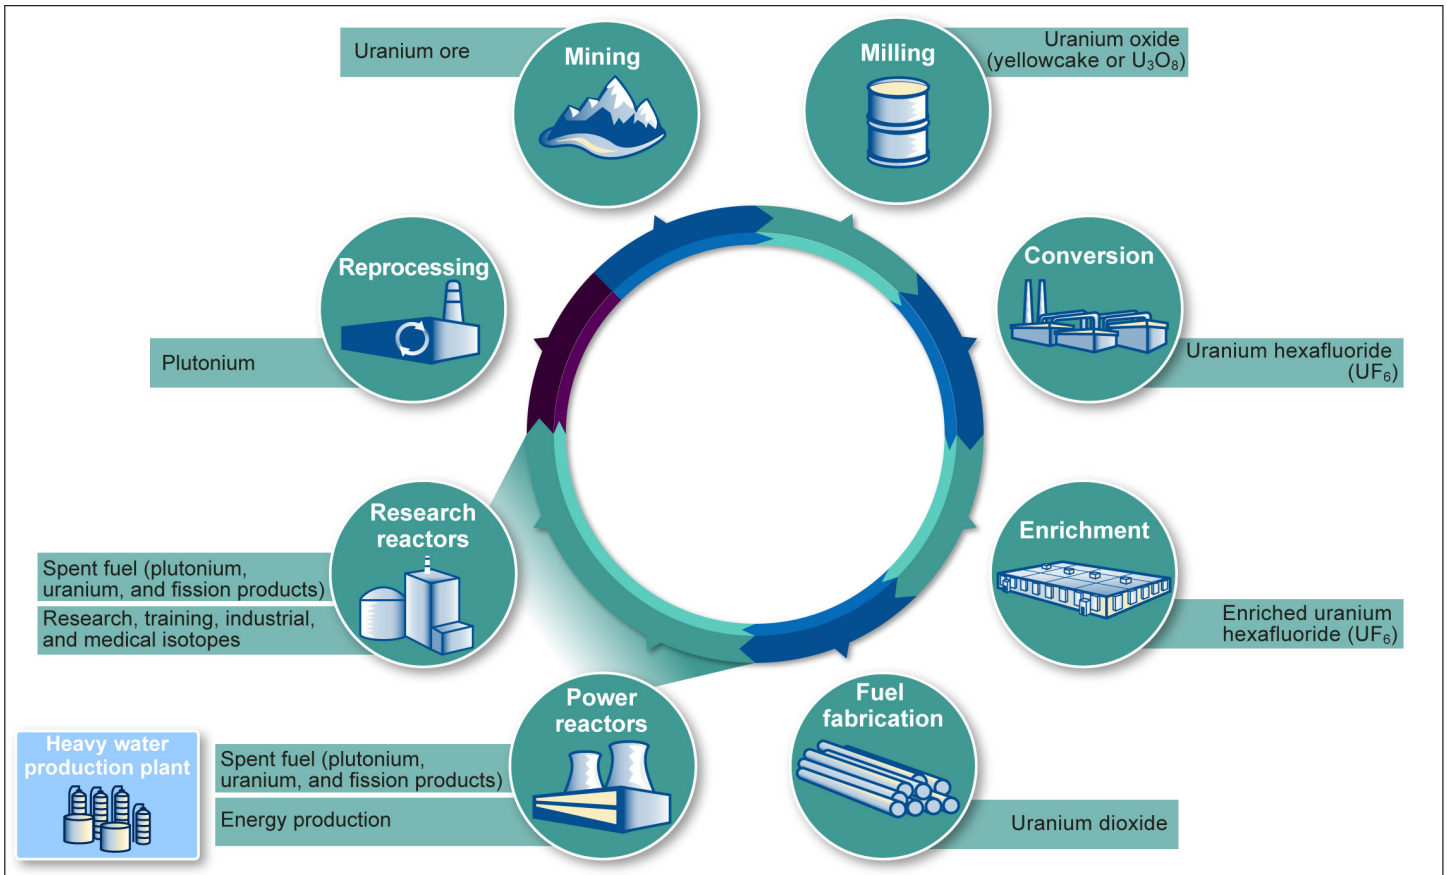 Mining
Uranium ore
Milling
Uranium oxide
(yellowcake or U₃O₈)
Conversion
Uranium hexafluoride
(UF₆)
Enrichment
Enriched uranium
hexafluoride (UF₆)
Fuel
fabrication
Uranium dioxide
Power
reactors
Spent fuel (plutonium,
uranium, and fission products)
Energy production
Research
reactors
Spent fuel (plutonium,
uranium, and fission products)
Research, training, industrial,
and medical isotopes
Reprocessing
Plutonium
Heavy water
production plant